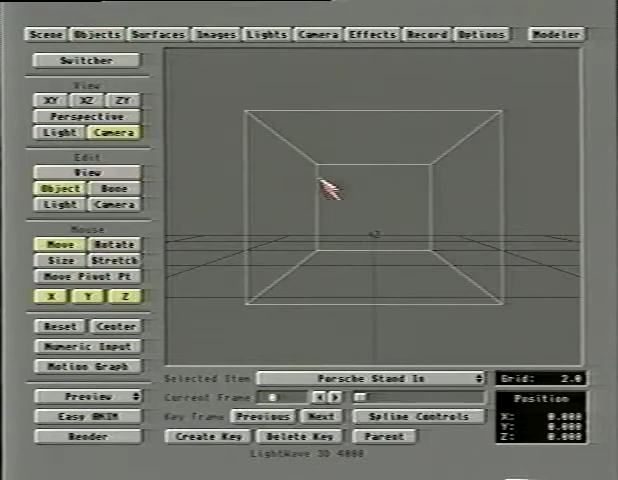 Scene Objects Surfaces Images Lights Camera Effects Record Options Modeler
Switcher
View
XY XZ ZY
Perspective
Light Camera
Edit
View
Object Bone
Light Camera
Mouse
Move Rotate
Size Stretch
Move Pivot Pt
X Y Z
Reset Center
Numeric Input
Motion Graph
Selected Item Porsche Stand In Grid: 2.0
Preview Current Frame Position
Easy ANIM Key Frame Previous Next Spline Controls X: 0.000
Y: 0.000
Render Create Key Delete Key Parent Z: 0.000
LightWave 3D 4000